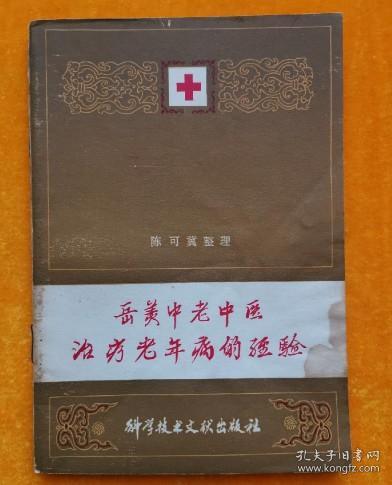 陈可冀整理
岳美中老中医
治疗老年病的经验
科学技术文献出版社
孔夫子旧书网
kongfz.com